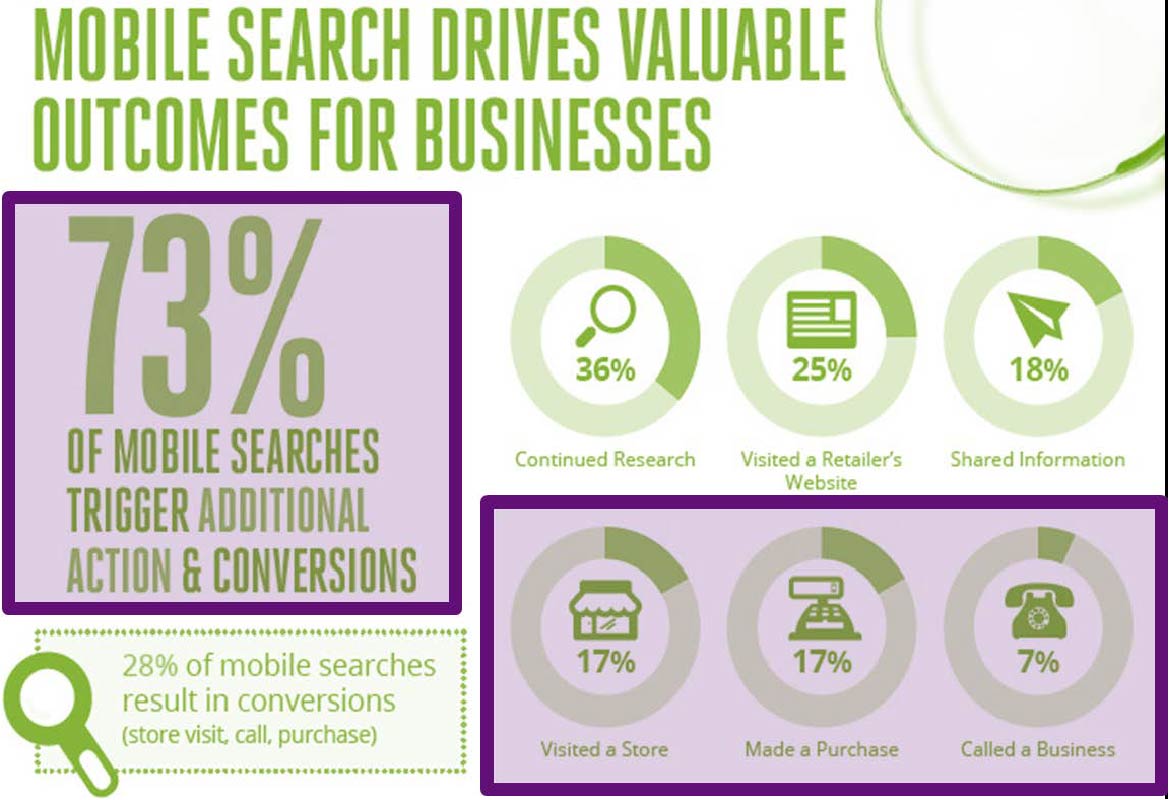 MOBILE SEARCH DRIVES VALUABLE
OUTCOMES FOR BUSINESSES
73%
OF MOBILE SEARCHES
TRIGGER ADDITIONAL
ACTION & CONVERSIONS
28% of mobile searches
result in conversions
(store visit, call, purchase)
36%
Continued Research
25%
Visited a Retailer's
Website
18%
Shared Information
17%
Visited a Store
17%
Made a Purchase
7%
Called a Business